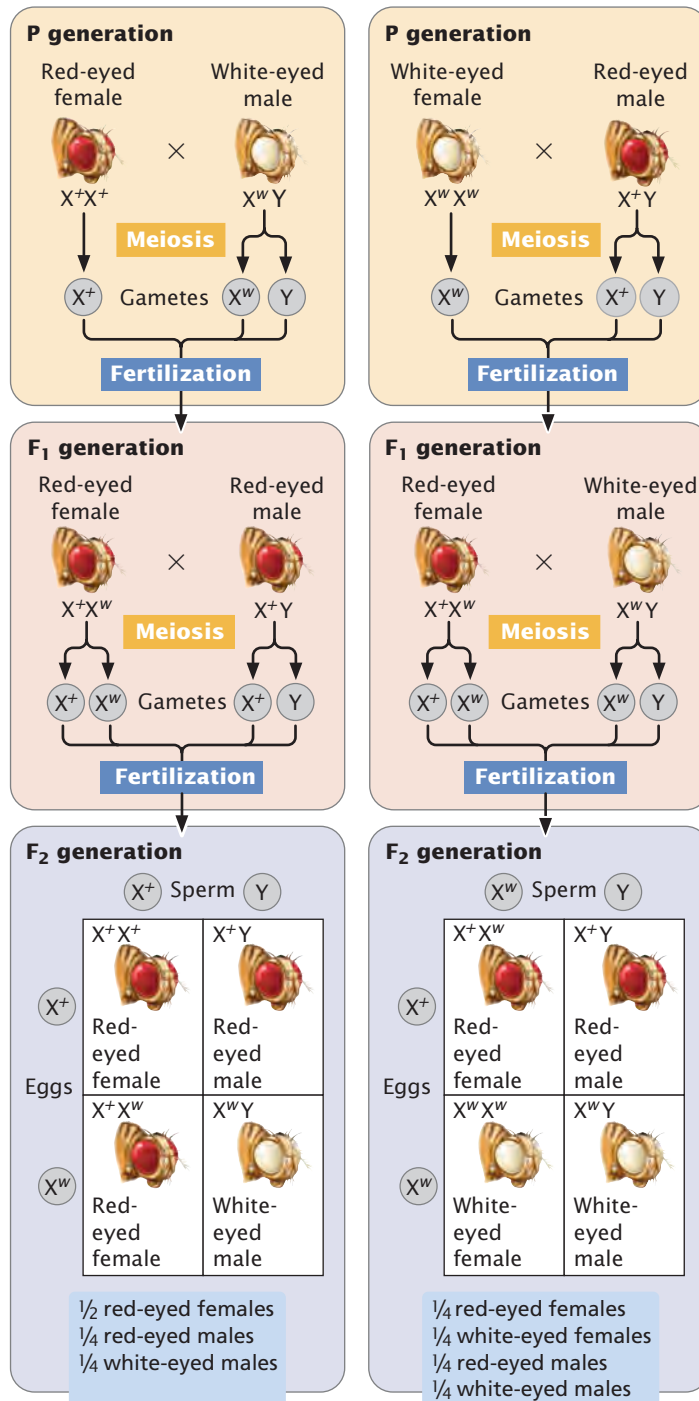 P generation
Red-eyed
female
White-eyed
male
×
X⁺X⁺
XʷY
Meiosis
X⁺
Gametes
Xʷ
Y
Fertilization
F₁ generation
Red-eyed
female
Red-eyed
male
×
X⁺Xʷ
X⁺Y
Meiosis
X⁺
Xʷ
Gametes
X⁺
Y
Fertilization
F₂ generation
X⁺ Sperm Y
X⁺
Eggs
Xʷ
X⁺X⁺
Red-
eyed
female
X⁺Y
Red-
eyed
male
X⁺Xʷ
Red-
eyed
female
XʷY
White-
eyed
male
½ red-eyed females
¼ red-eyed males
¼ white-eyed males
P generation
White-eyed
female
Red-eyed
male
×
XʷXʷ
X⁺Y
Meiosis
Xʷ
Gametes
X⁺
Y
Fertilization
F₁ generation
Red-eyed
female
White-eyed
male
×
X⁺Xʷ
XʷY
Meiosis
X⁺
Xʷ
Gametes
Xʷ
Y
Fertilization
F₂ generation
Xʷ Sperm Y
X⁺
Eggs
Xʷ
X⁺Xʷ
Red-
eyed
female
X⁺Y
Red-
eyed
male
XʷXʷ
White-
eyed
female
XʷY
White-
eyed
male
¼ red-eyed females
¼ white-eyed females
¼ red-eyed males
¼ white-eyed males